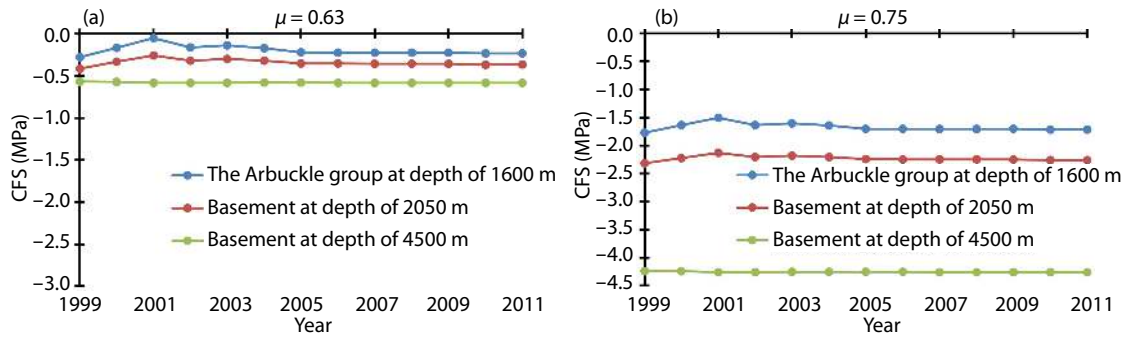 (a) μ = 0.63
0.0
−0.5
−1.0
−1.5
−2.0
−2.5
−3.0
CFS (MPa)
The Arbuckle group at depth of 1600 m
Basement at depth of 2050 m
Basement at depth of 4500 m
1999 2001 2003 2005 2007 2009 2011
Year
(b) μ = 0.75
0.0
−0.5
−1.0
−1.5
−2.0
−2.5
−3.0
−3.5
−4.0
−4.5
CFS (MPa)
The Arbuckle group at depth of 1600 m
Basement at depth of 2050 m
Basement at depth of 4500 m
1999 2001 2003 2005 2007 2009 2011
Year